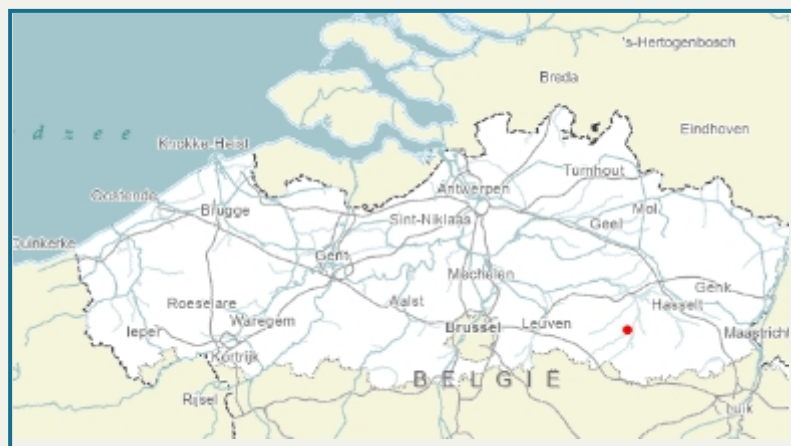 's-Hertogenbosch
Breda
dzee
Eindhoven
Knokke-Heist
Turnhout
Antwerpen
Oostende
Mol
Brugge
Sint-Niklaas
Geel
Duinkerke
Gent
Mechelen
Genk
Roeselare
Aalst
Hasselt
Waregem
Brussel
Leuven
Ieper
Maastricht
Kortrijk
BELGIË
Rijsel
Luik